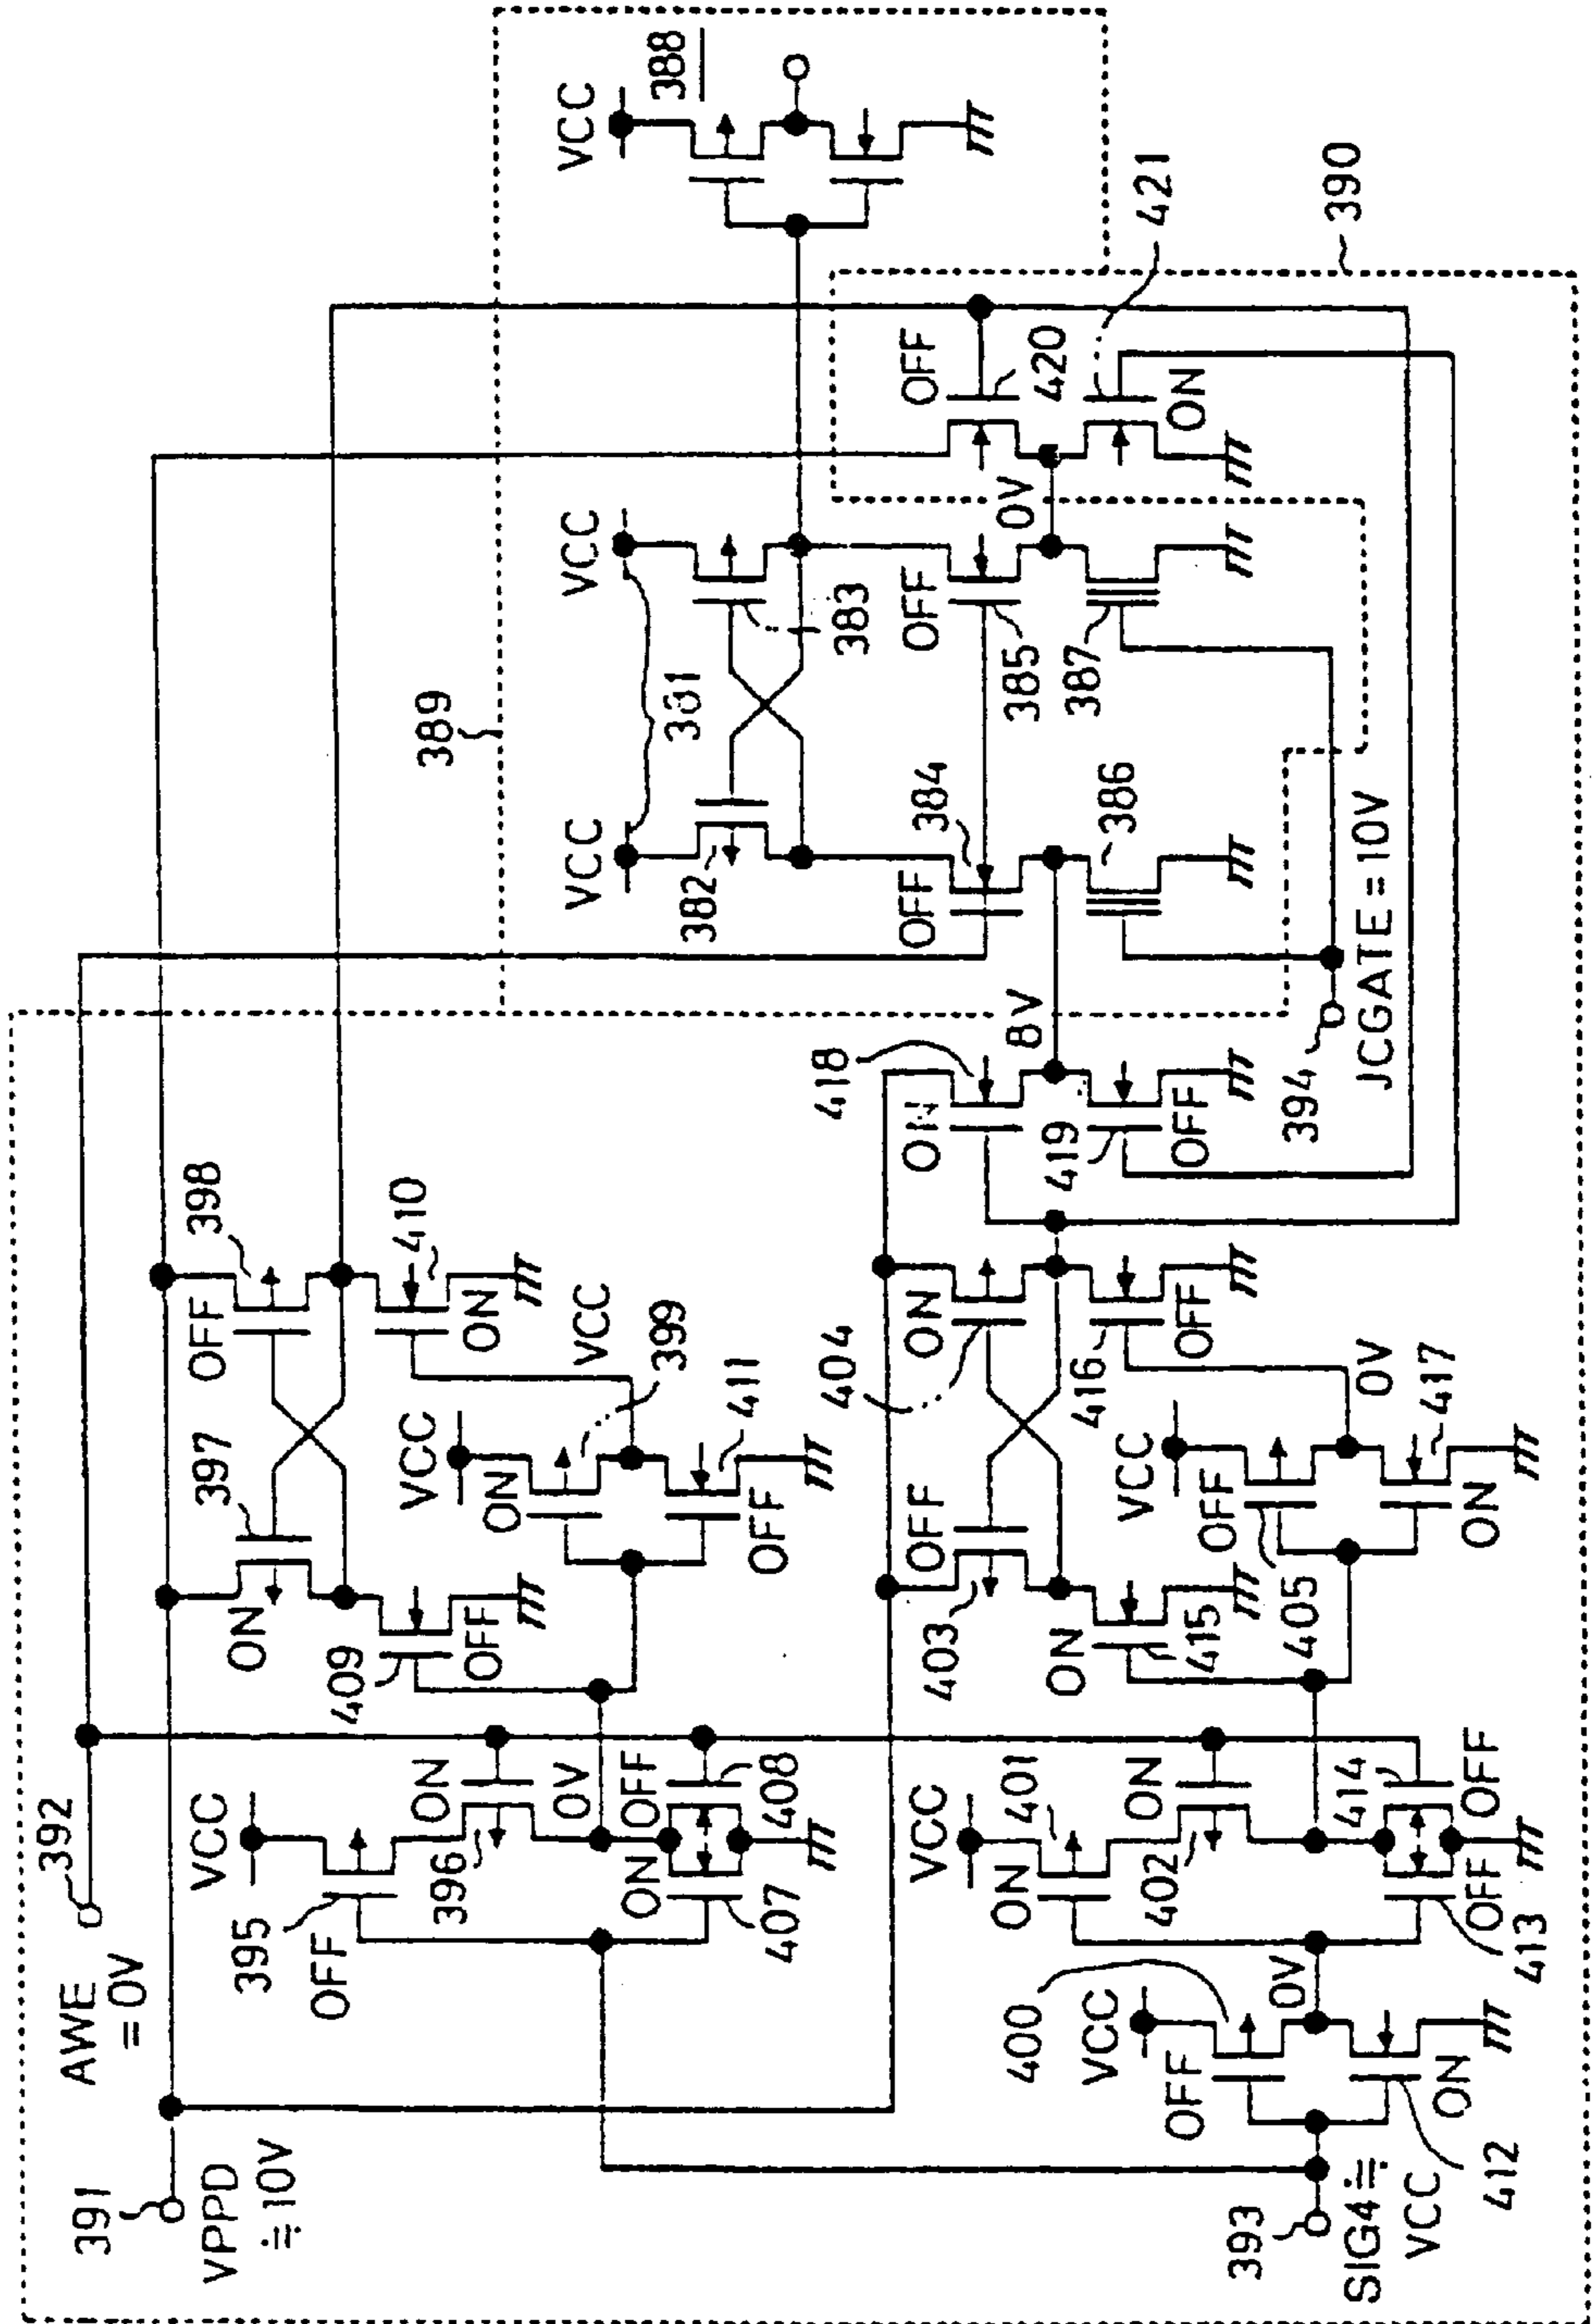 391
VPPD
≒10V
AWE
= 0V
392
VCC
395
OFF
396
ON
0V
ON
OFF
407
408
397
ON
OFF
398
409
OFF
410
ON
VCC
VCC
ON
399
411
OFF
393
SIG4≒
VCC
400
VCC
OFF
0V
412
ON
VCC
401
ON
402
ON
414
OFF
OFF
413
403
OFF
404
ON
ON
415
416
OFF
VCC
OFF
405
0V
417
ON
418
ON
8V
419
OFF
394
JCGATE = 10V
389
VCC
VCC
381
382
383
OFF
384
OFF
385
386
387
0V
OFF
420
421
ON
VCC
388
390